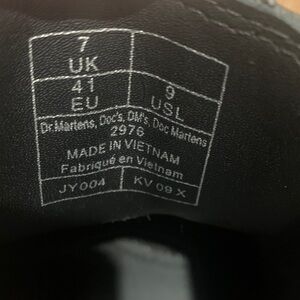 7
UK
41
EU
9
USL
Dr.Martens, Doc's, DM's, Doc Martens
2976
MADE IN VIETNAM
Fabriqué en Vietnam
JY004
KV 09 X